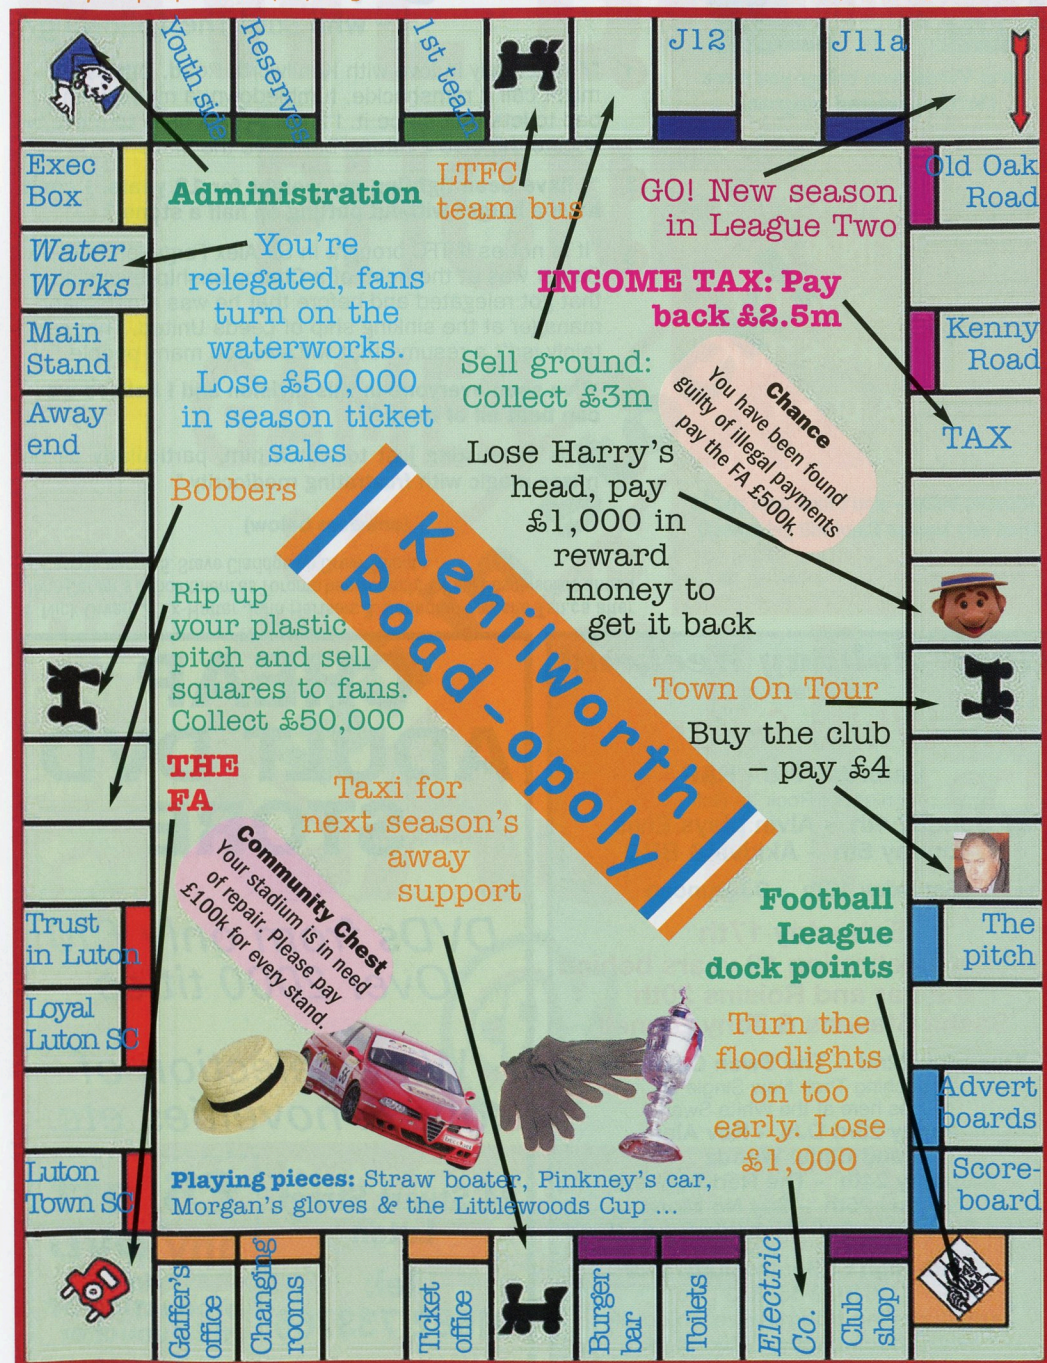 Youth side
Reserves
1st team
J12
J11a
Exec
Box
Administration
LTFC
team bus
GO! New season
in League Two
Old Oak
Road
Water
Works
You're
relegated, fans
turn on the
waterworks.
Lose £50,000
in season ticket
sales
INCOME TAX: Pay
back £2.5m
Main
Stand
Sell ground:
Collect £3m
Kenny
Road
Away
end
Chance
You have been found
guilty of illegal payments
pay the FA £500k.
TAX
Lose Harry's
head, pay
£1,000 in
reward
money to
get it back
Bobbers
Kenilworth
Road-opoly
Rip up
your plastic
pitch and sell
squares to fans.
Collect £50,000
Town On Tour
Buy the club
– pay £4
THE
FA
Taxi for
next season's
away
support
Community Chest
Your stadium is in need
of repair. Please pay
£100k for every stand.
Football
League
dock points
Trust
in Luton
The
pitch
Loyal
Luton SC
Turn the
floodlights
on too
early. Lose
£1,000
Advert
boards
Luton
Town SC
Score-
board
Playing pieces: Straw boater, Pinkney's car,
Morgan's gloves & the Littlewoods Cup ...
Gaffer's
office
Changing
rooms
Ticket
office
Burger
bar
Toilets
Electric
Co.
Club
shop